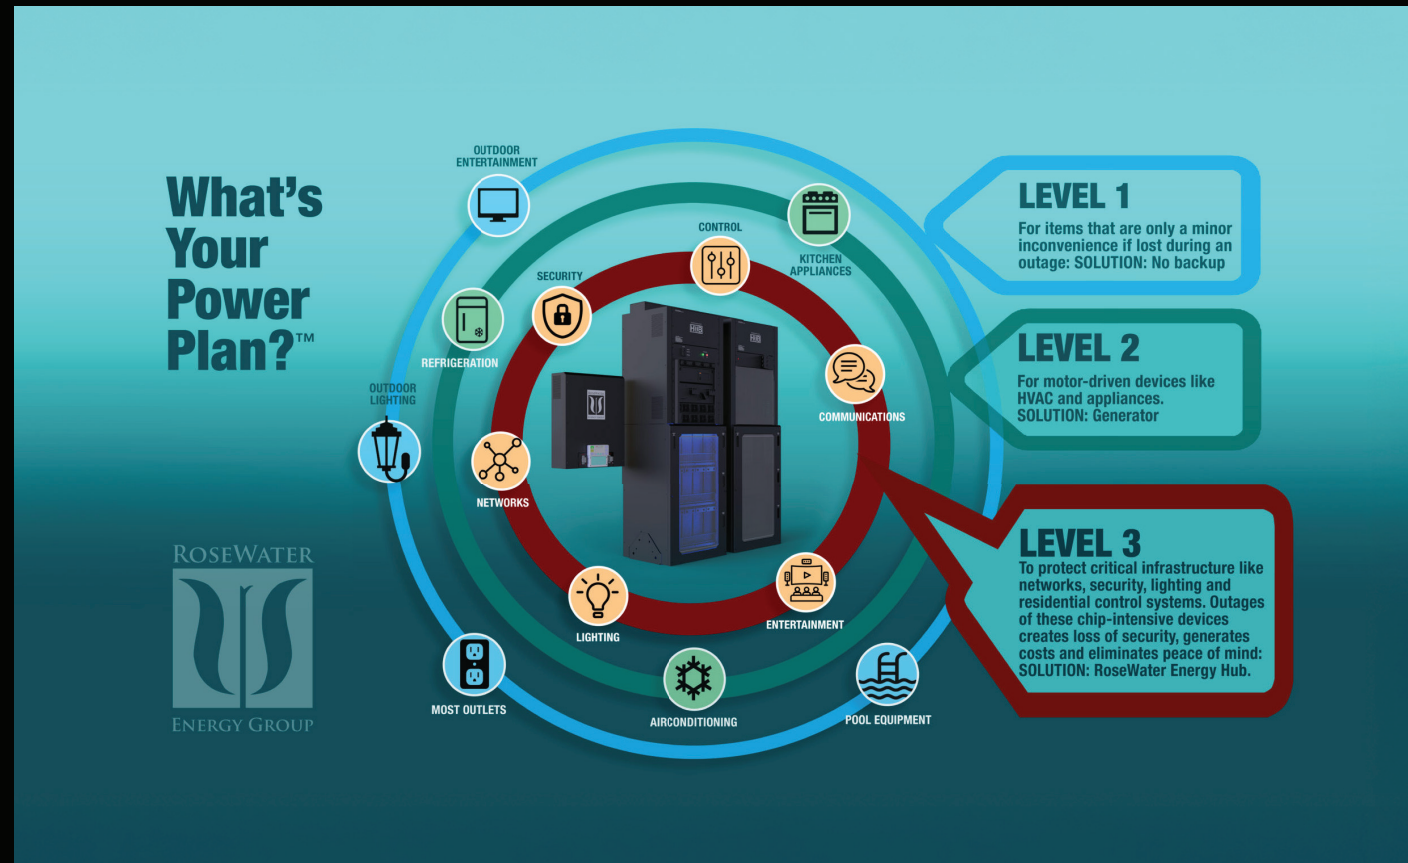 What's
Your
Power
Plan?™
ROSEWATER
ENERGY GROUP
OUTDOOR
ENTERTAINMENT
CONTROL
KITCHEN
APPLIANCES
SECURITY
REFRIGERATION
OUTDOOR
LIGHTING
COMMUNICATIONS
NETWORKS
LIGHTING
ENTERTAINMENT
MOST OUTLETS
AIRCONDITIONING
POOL EQUIPMENT
LEVEL 1
For items that are only a minor
inconvenience if lost during an
outage: SOLUTION: No backup
LEVEL 2
For motor-driven devices like
HVAC and appliances.
SOLUTION: Generator
LEVEL 3
To protect critical infrastructure like
networks, security, lighting and
residential control systems. Outages
of these chip-intensive devices
creates loss of security, generates
costs and eliminates peace of mind:
SOLUTION: RoseWater Energy Hub.